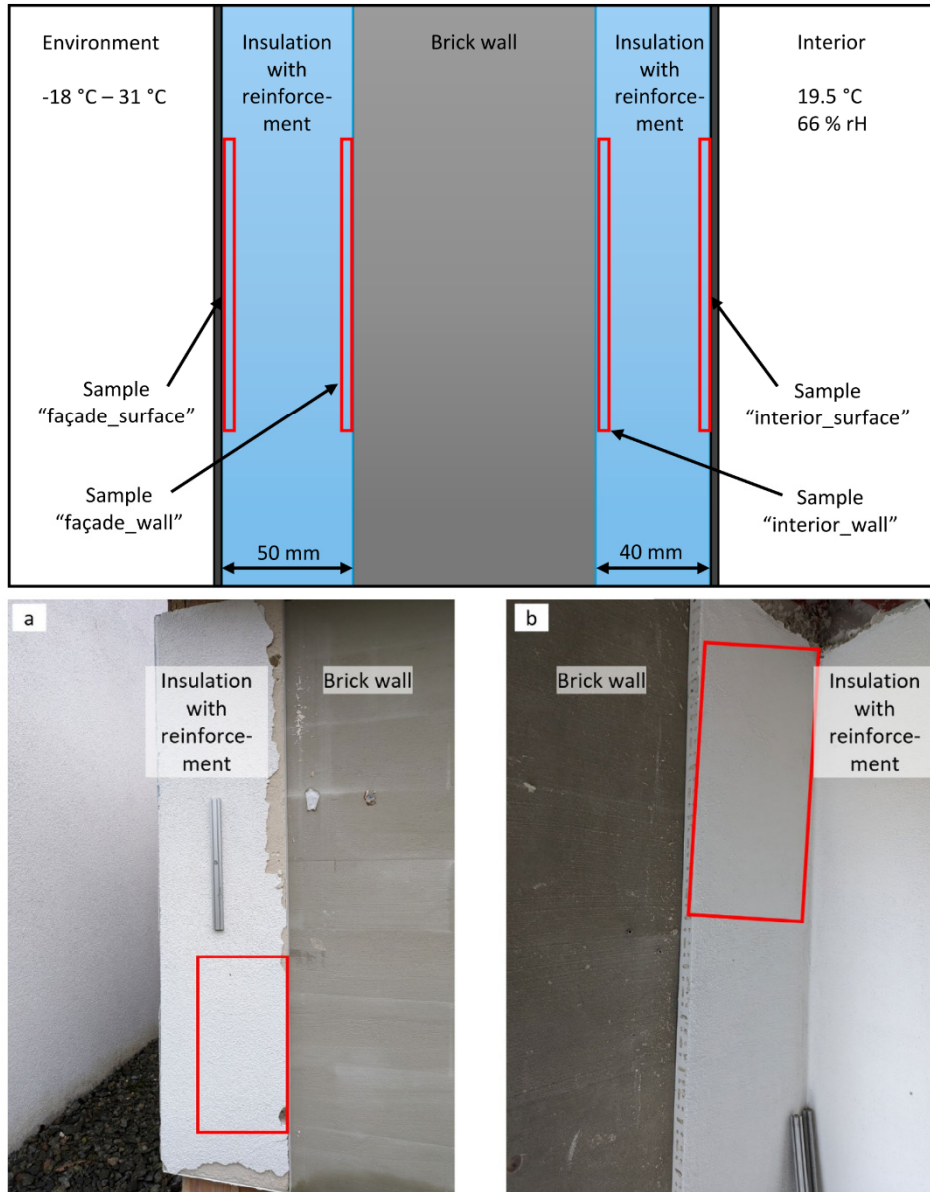 Environment
-18 °C – 31 °C
Insulation
with
reinforce-
ment
Brick wall
Insulation
with
reinforce-
ment
Interior
19.5 °C
66 % rH
Sample
“façade_surface”
Sample
“façade_wall”
Sample
“interior_surface”
Sample
“interior_wall”
50 mm
40 mm
a
Insulation
with
reinforce-
ment
Brick wall
b
Brick wall
Insulation
with
reinforce-
ment